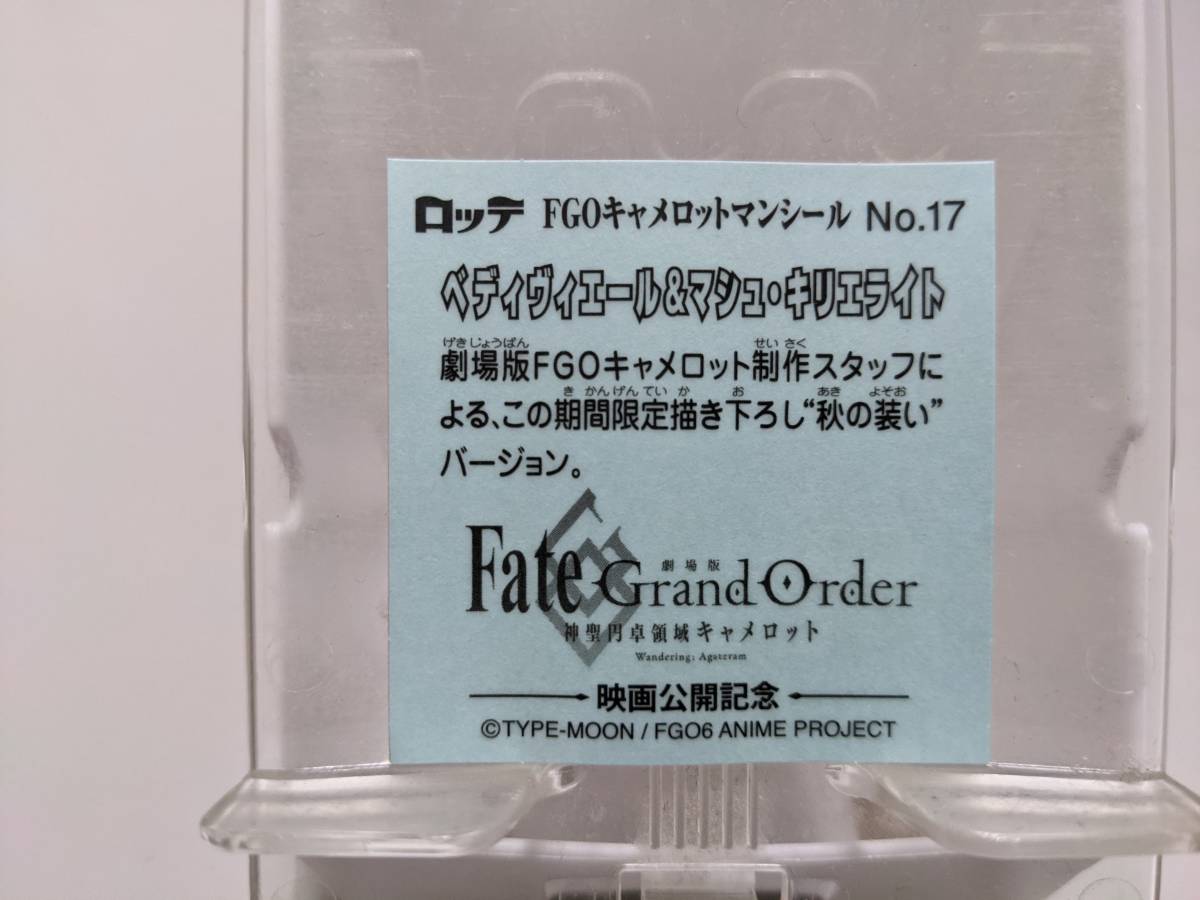 ロッテ FGOキャメロットマンシール No.17
ベディヴィエール&マシュ・キリエライト
げきじょうばん せいさく
劇場版FGOキャメロット制作スタッフに
きかんげんていか お あき よそお
よる、この期間限定描き下ろし“秋の装い”
バージョン。
劇場版
Fate Grand Order
神聖円卓領域キャメロット
Wandering; Agateram
映画公開記念
©TYPE-MOON / FGO6 ANIME PROJECT